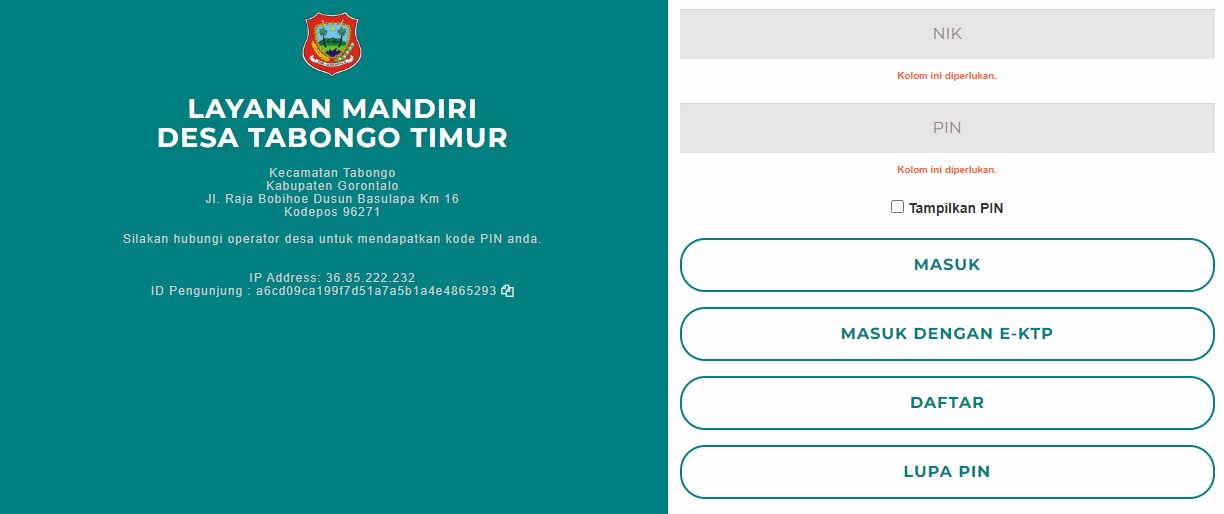 LAYANAN MANDIRI
DESA TABONGO TIMUR
Kecamatan Tabongo
Kabupaten Gorontalo
Jl. Raja Bobihoe Dusun Basulapa Km 16
Kodepos 96271
Silakan hubungi operator desa untuk mendapatkan kode PIN anda.
IP Address: 36.85.222.232
ID Pengunjung : a6cd09ca199f7d51a7a5b1a4e4865293
NIK
Kolom ini diperlukan.
PIN
Kolom ini diperlukan.
Tampilkan PIN
MASUK
MASUK DENGAN E-KTP
DAFTAR
LUPA PIN